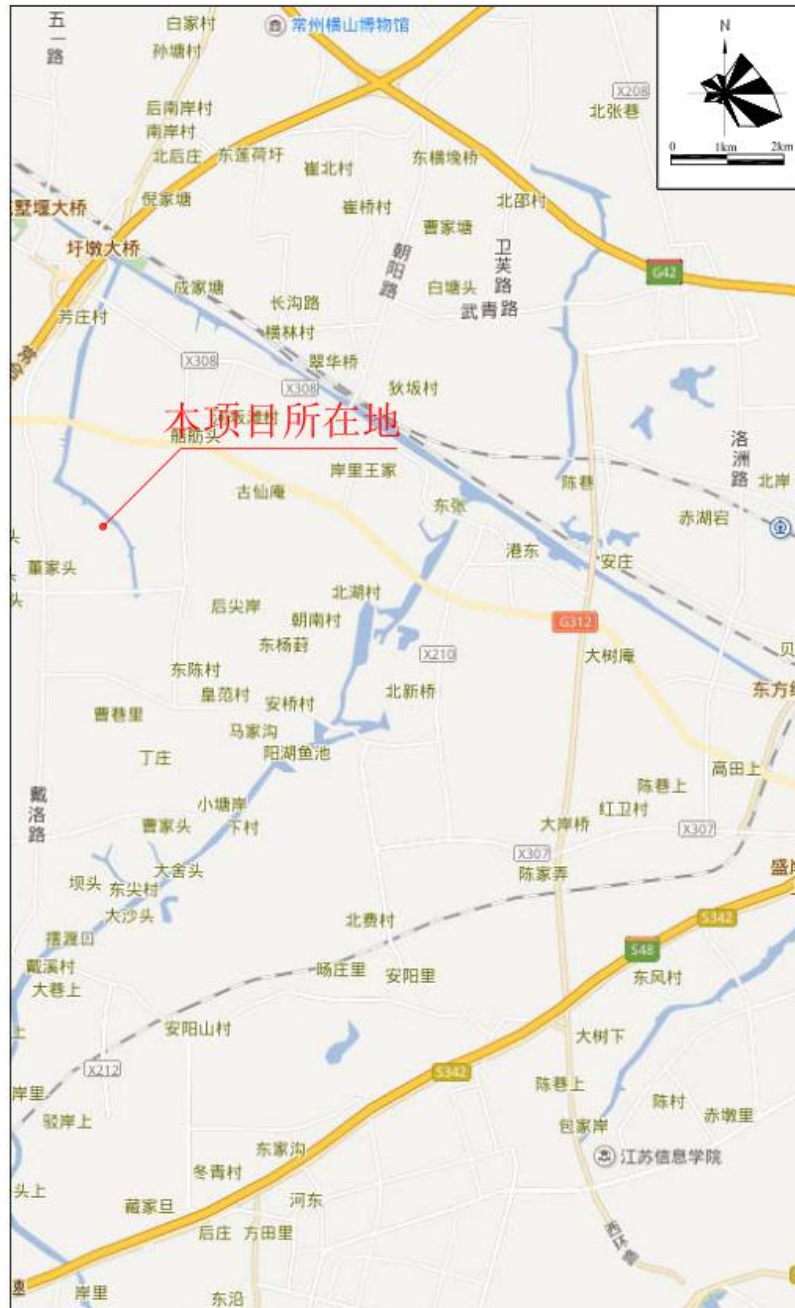 五一路
白家村
常州横山博物馆
N
孙塘村
X208
后南岸村
北张巷
南岸村
0 1km 2km
北后庄
东莲荷圩
崔北村
东横堍桥
倪家塘
崔桥村
北邵村
墅堰大桥
曹家塘
圩墩大桥
朝阳路
卫芙路
G42
成家塘
白塘头
长沟路
武青路
芳庄村
横林村
X308
翠华桥
X308
狄坂村
本项目所在地
洛洲路
岸里王家
陈巷
北岸
古仙庵
东张
赤湖宕
港东
安庄
董家头
北湖村
后尖岸
朝南村
G312
东杨葑
X210
大树庵
贝
东陈村
皇范村
安桥村
北新桥
东方红
曹巷里
马家沟
丁庄
阳湖鱼池
高田上
戴洛路
陈巷上
小塘岸
红卫村
曹家头
下村
大岸桥
X307
X307
大舍头
陈家弄
坝头
东尖村
大沙头
北费村
S342
摆渡口
S48
戴溪村
旸庄里
安阳里
东风村
大巷上
上
安阳山村
大树下
X212
S342
陈巷上
岸里
陈村
驳岸上
赤墩里
包家岸
东家沟
江苏信息学院
冬青村
头上
河东
藏家旦
后庄
方田里
西环路
岸里
东沿